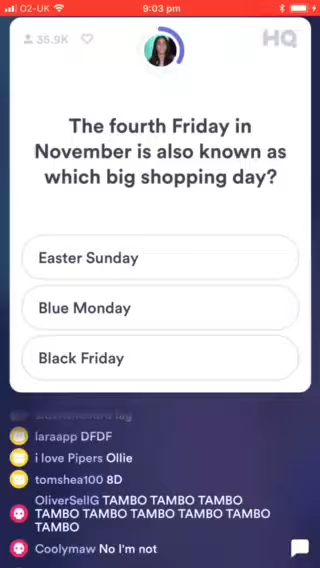 O2-UK 9:03 pm
35.9K HQ
The fourth Friday in
November is also known as
which big shopping day?
Easter Sunday
Blue Monday
Black Friday
lag
laraapp DFDF
i love Pipers Ollie
tomshea100 8D
OliverSellG TAMBO TAMBO TAMBO
TAMBO TAMBO TAMBO TAMBO TAMBO
TAMBO
Coolymaw No I'm not